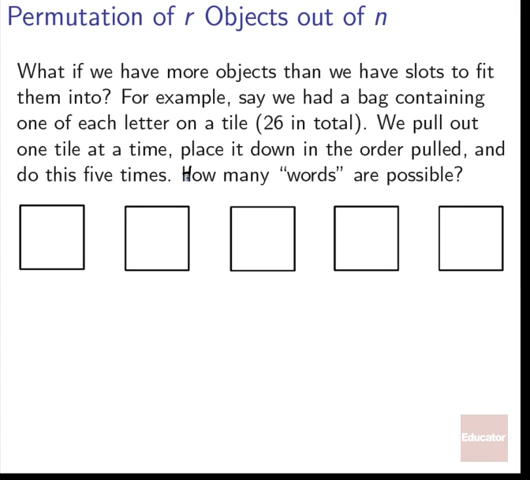 Permutation of r Objects out of n
What if we have more objects than we have slots to fit
them into? For example, say we had a bag containing
one of each letter on a tile (26 in total). We pull out
one tile at a time, place it down in the order pulled, and
do this five times. How many “words” are possible?
Educator